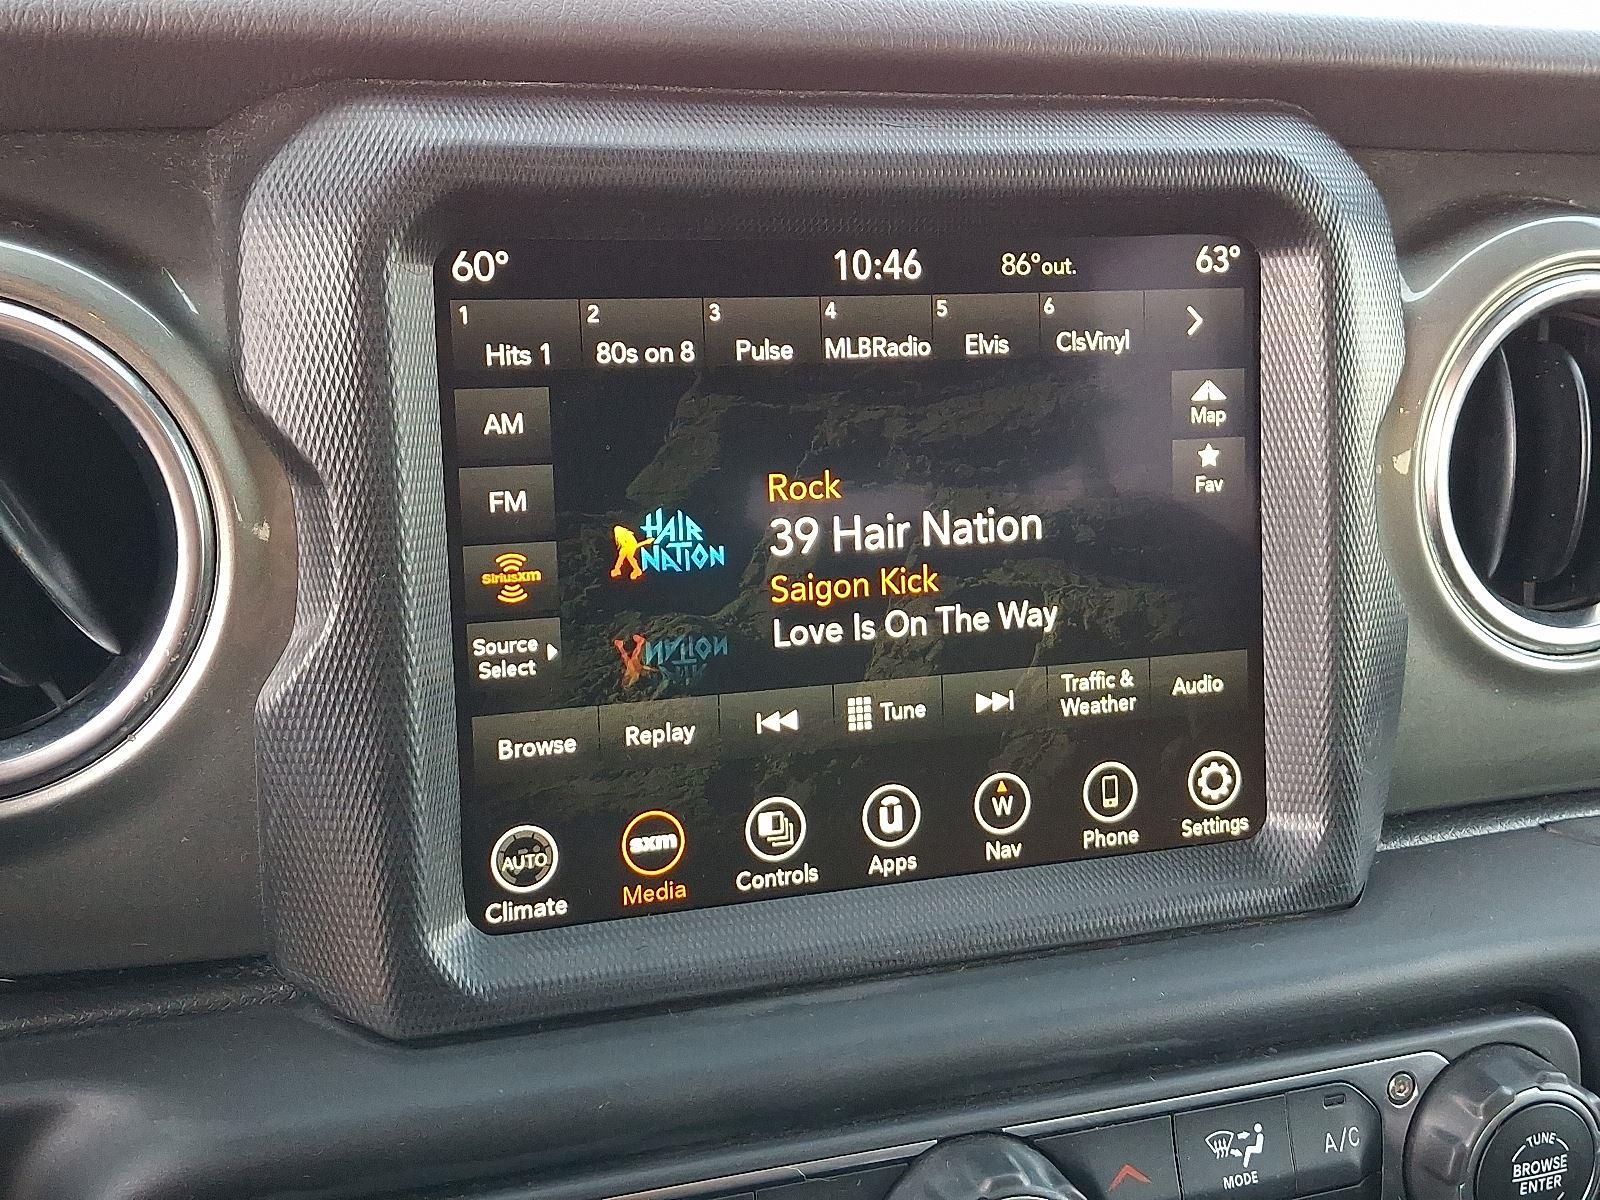 60° 10:46 86°out. 63°
1 2 3 4 5 6
Hits 1 80s on 8 Pulse MLBRadio Elvis ClsVinyl
AM
Map
FM
Fav
SiriusXM
HAIR
NATION
Rock
39 Hair Nation
Saigon Kick
Love Is On The Way
Source
Select
Browse Replay Tune Traffic &
Weather Audio
AUTO sxm ū W
Climate Media Controls Apps Nav Phone Settings
MODE
A/C
TUNE
BROWSE
ENTER